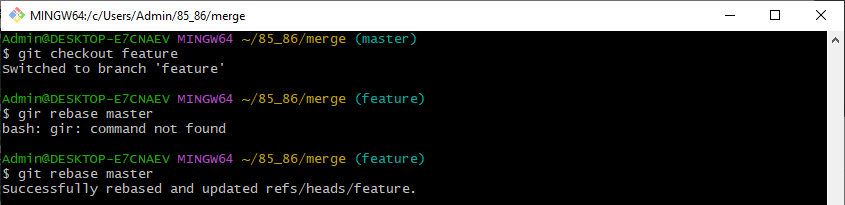 MINGW64:/c/Users/Admin/85_86/merge
Admin@DESKTOP-E7CNAEV MINGW64 ~/85_86/merge (master)
$ git checkout feature
Switched to branch 'feature'
Admin@DESKTOP-E7CNAEV MINGW64 ~/85_86/merge (feature)
$ gir rebase master
bash: gir: command not found
Admin@DESKTOP-E7CNAEV MINGW64 ~/85_86/merge (feature)
$ git rebase master
Successfully rebased and updated refs/heads/feature.